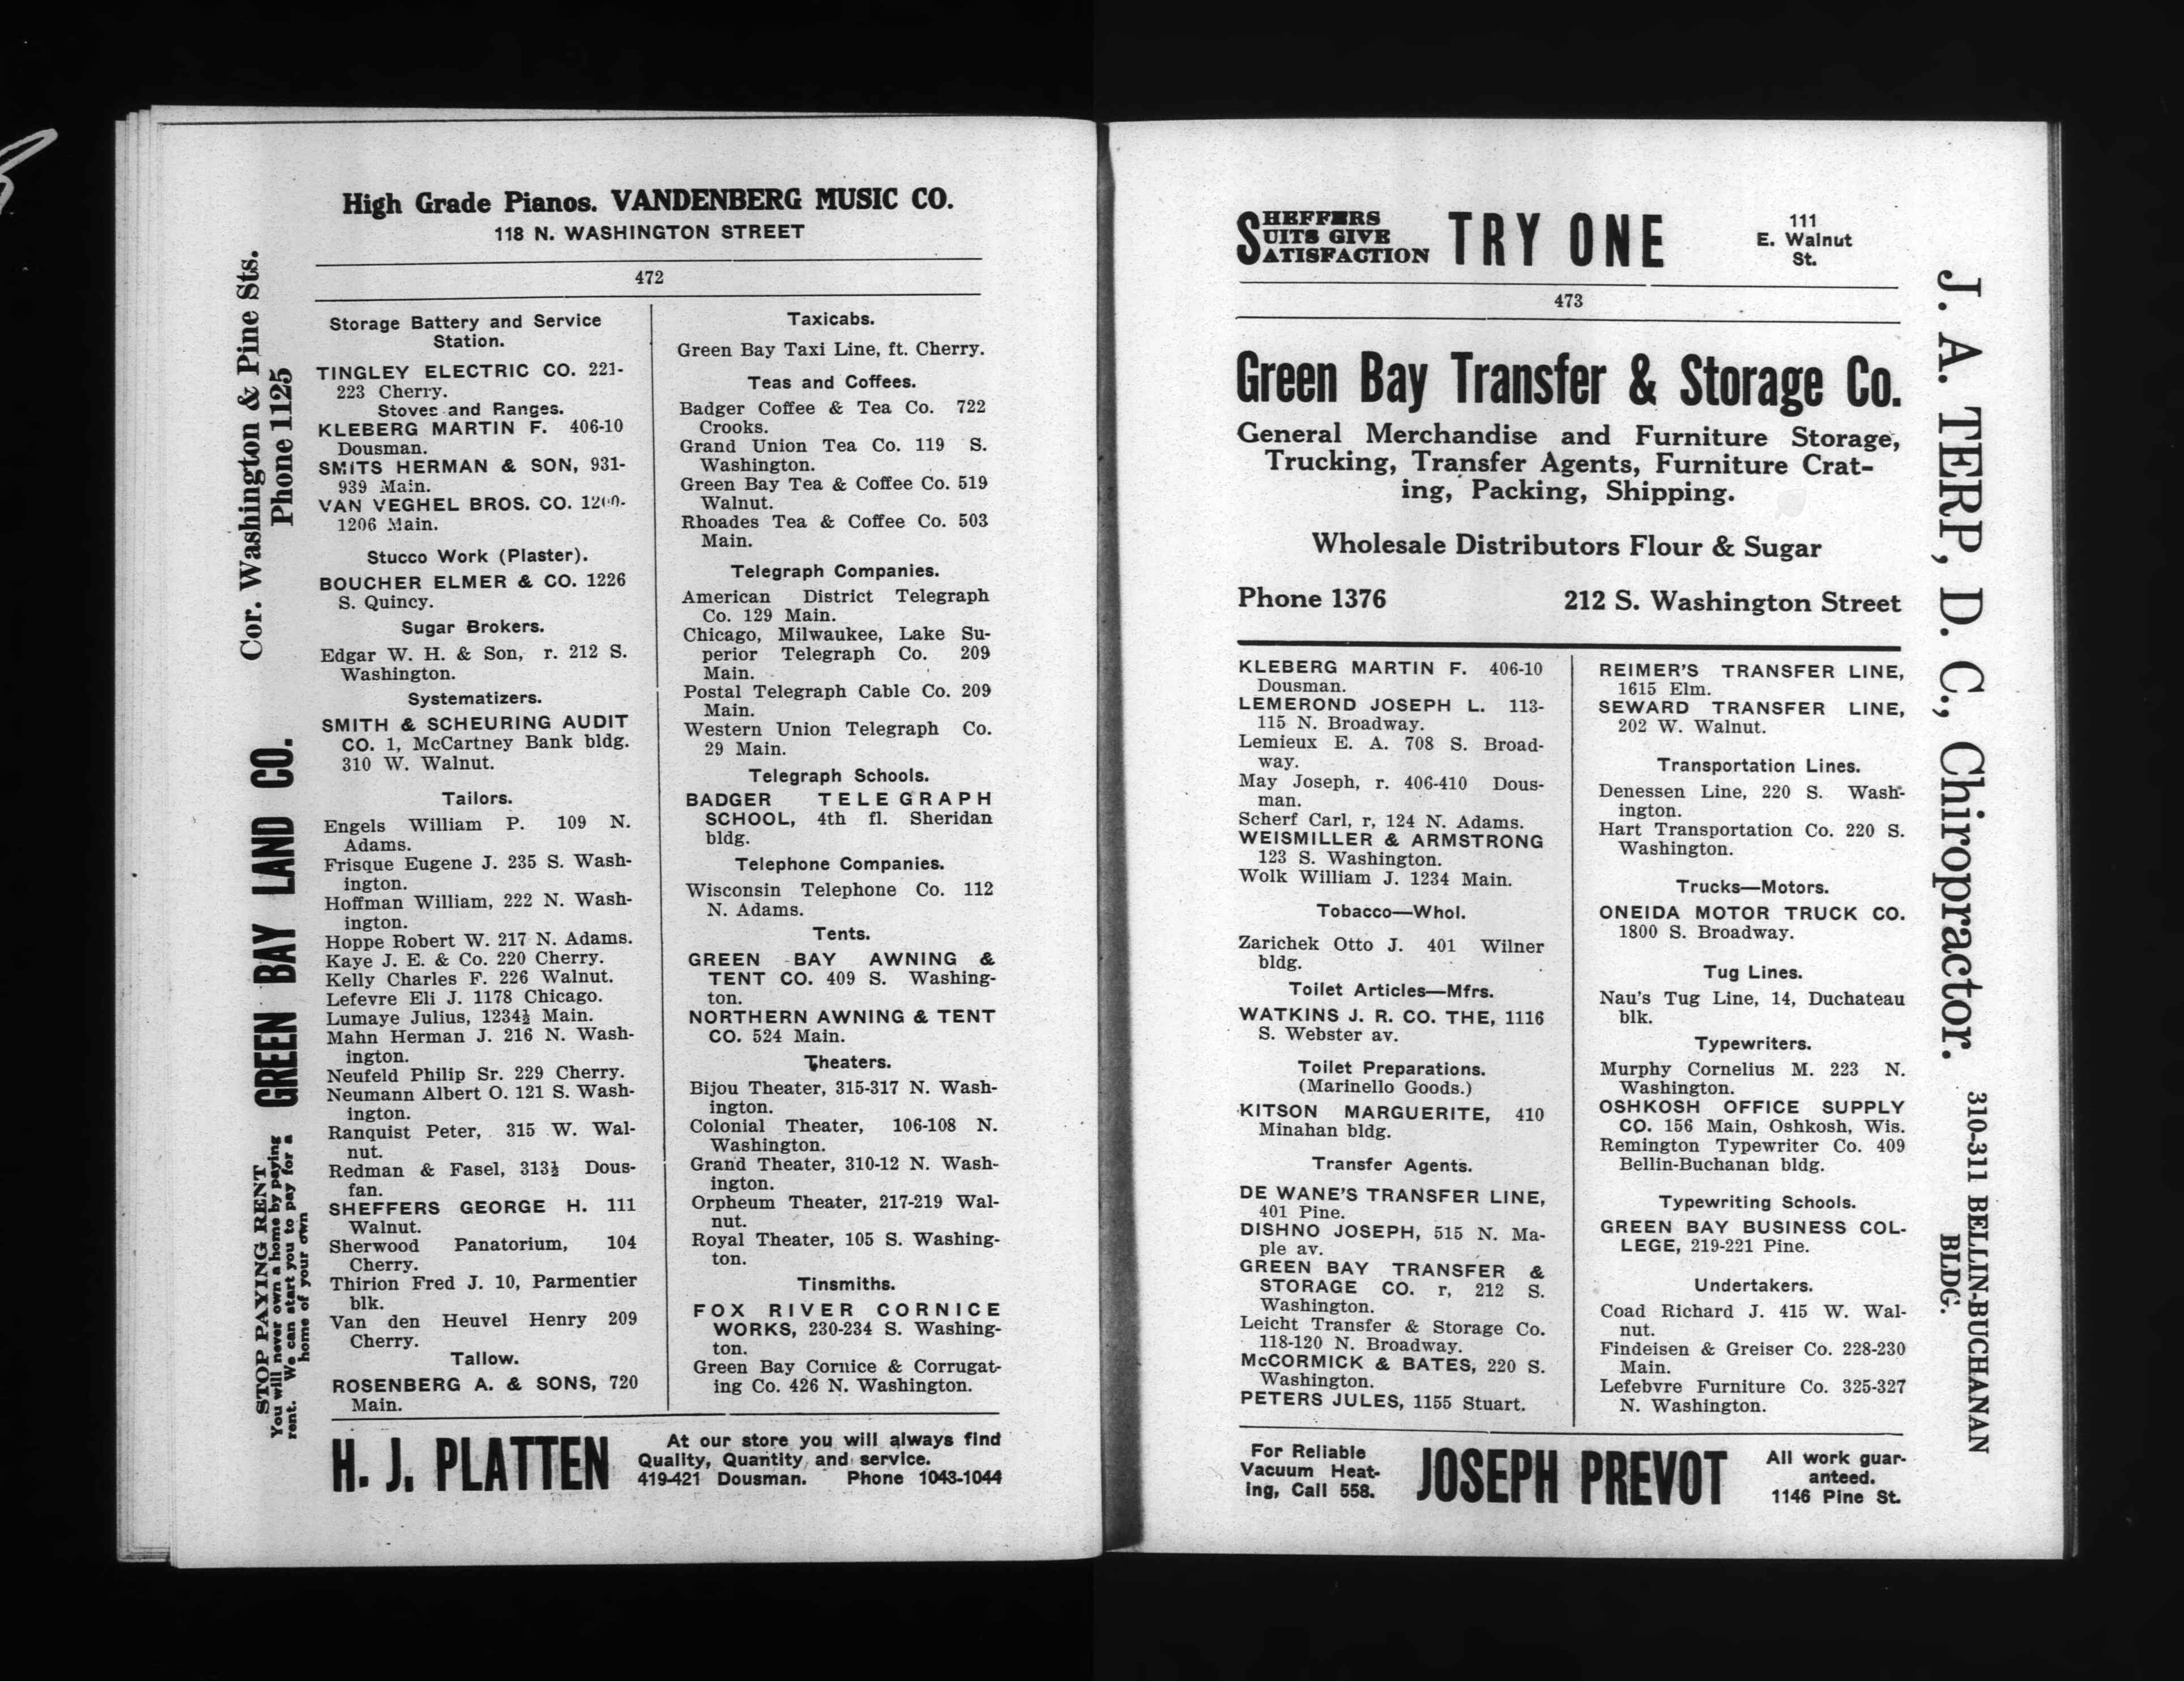 High Grade Pianos. VANDENBERG MUSIC CO.
118 N. WASHINGTON STREET
472
Cor. Washington & Pine Sts.
Phone 1125
GREEN BAY LAND CO.
STOP PAYING RENT
You will never own a home by paying
rent. We can start you to pay for a
home of your own
Storage Battery and Service
Station.
TINGLEY ELECTRIC CO. 221-
223 Cherry.
Stoves and Ranges.
KLEBERG MARTIN F. 406-10
Dousman.
SMITS HERMAN & SON, 931-
939 Main.
VAN VEGHEL BROS. CO. 1200-
1206 Main.
Stucco Work (Plaster).
BOUCHER ELMER & CO. 1226
S. Quincy.
Sugar Brokers.
Edgar W. H. & Son, r. 212 S.
Washington.
Systematizers.
SMITH & SCHEURING AUDIT
CO. 1, McCartney Bank bldg.
310 W. Walnut.
Tailors.
Engels William P. 109 N.
Adams.
Frisque Eugene J. 235 S. Wash-
ington.
Hoffman William, 222 N. Wash-
ington.
Hoppe Robert W. 217 N. Adams.
Kaye J. E. & Co. 220 Cherry.
Kelly Charles F. 226 Walnut.
Lefevre Eli J. 1178 Chicago.
Lumaye Julius, 1234½ Main.
Mahn Herman J. 216 N. Wash-
ington.
Neufeld Philip Sr. 229 Cherry.
Neumann Albert O. 121 S. Wash-
ington.
Ranquist Peter, 315 W. Wal-
nut.
Redman & Fasel, 313½ Dous-
fan.
SHEFFERS GEORGE H. 111
Walnut.
Sherwood Panatorium, 104
Cherry.
Thirion Fred J. 10, Parmentier
blk.
Van den Heuvel Henry 209
Cherry.
Tallow.
ROSENBERG A. & SONS, 720
Main.
Taxicabs.
Green Bay Taxi Line, ft. Cherry.
Teas and Coffees.
Badger Coffee & Tea Co. 722
Crooks.
Grand Union Tea Co. 119 S.
Washington.
Green Bay Tea & Coffee Co. 519
Walnut.
Rhoades Tea & Coffee Co. 503
Main.
Telegraph Companies.
American District Telegraph
Co. 129 Main.
Chicago, Milwaukee, Lake Su-
perior Telegraph Co. 209
Main.
Postal Telegraph Cable Co. 209
Main.
Western Union Telegraph Co.
29 Main.
Telegraph Schools.
BADGER TELEGRAPH
SCHOOL, 4th fl. Sheridan
bldg.
Telephone Companies.
Wisconsin Telephone Co. 112
N. Adams.
Tents.
GREEN BAY AWNING &
TENT CO. 409 S. Washing-
ton.
NORTHERN AWNING & TENT
CO. 524 Main.
Theaters.
Bijou Theater, 315-317 N. Wash-
ington.
Colonial Theater, 106-108 N.
Washington.
Grand Theater, 310-12 N. Wash-
ington.
Orpheum Theater, 217-219 Wal-
nut.
Royal Theater, 105 S. Washing-
ton.
Tinsmiths.
FOX RIVER CORNICE
WORKS, 230-234 S. Washing-
ton.
Green Bay Cornice & Corrugat-
ing Co. 426 N. Washington.
H. J. PLATTEN
At our store you will always find
Quality, Quantity and service.
419-421 Dousman. Phone 1043-1044
SHEFFERS
SUITS GIVE
SATISFACTION
TRY ONE
111
E. Walnut
St.
473
Green Bay Transfer & Storage Co.
General Merchandise and Furniture Storage,
Trucking, Transfer Agents, Furniture Crat-
ing, Packing, Shipping.
Wholesale Distributors Flour & Sugar
Phone 1376 212 S. Washington Street
KLEBERG MARTIN F. 406-10
Dousman.
LEMEROND JOSEPH L. 113-
115 N. Broadway.
Lemieux E. A. 708 S. Broad-
way.
May Joseph, r. 406-410 Dous-
man.
Scherf Carl, r, 124 N. Adams.
WEISMILLER & ARMSTRONG
123 S. Washington.
Wolk William J. 1234 Main.
Tobacco—Whol.
Zarichek Otto J. 401 Wilner
bldg.
Toilet Articles—Mfrs.
WATKINS J. R. CO. THE, 1116
S. Webster av.
Toilet Preparations.
(Marinello Goods.)
KITSON MARGUERITE, 410
Minahan bldg.
Transfer Agents.
DE WANE'S TRANSFER LINE,
401 Pine.
DISHNO JOSEPH, 515 N. Ma-
ple av.
GREEN BAY TRANSFER &
STORAGE CO. r, 212 S.
Washington.
Leicht Transfer & Storage Co.
118-120 N. Broadway.
McCORMICK & BATES, 220 S.
Washington.
PETERS JULES, 1155 Stuart.
REIMER'S TRANSFER LINE,
1615 Elm.
SEWARD TRANSFER LINE,
202 W. Walnut.
Transportation Lines.
Denessen Line, 220 S. Wash-
ington.
Hart Transportation Co. 220 S.
Washington.
Trucks—Motors.
ONEIDA MOTOR TRUCK CO.
1800 S. Broadway.
Tug Lines.
Nau's Tug Line, 14, Duchateau
blk.
Typewriters.
Murphy Cornelius M. 223 N.
Washington.
OSHKOSH OFFICE SUPPLY
CO. 156 Main, Oshkosh, Wis.
Remington Typewriter Co. 409
Bellin-Buchanan bldg.
Typewriting Schools.
GREEN BAY BUSINESS COL-
LEGE, 219-221 Pine.
Undertakers.
Coad Richard J. 415 W. Wal-
nut.
Findeisen & Greiser Co. 228-230
Main.
Lefebvre Furniture Co. 325-327
N. Washington.
J. A. TERP, D. C., Chiropractor.
310-311 BELLIN-BUCHANAN
BLDG.
For Reliable
Vacuum Heat-
ing, Call 558.
JOSEPH PREVOT
All work guar-
anteed.
1146 Pine St.